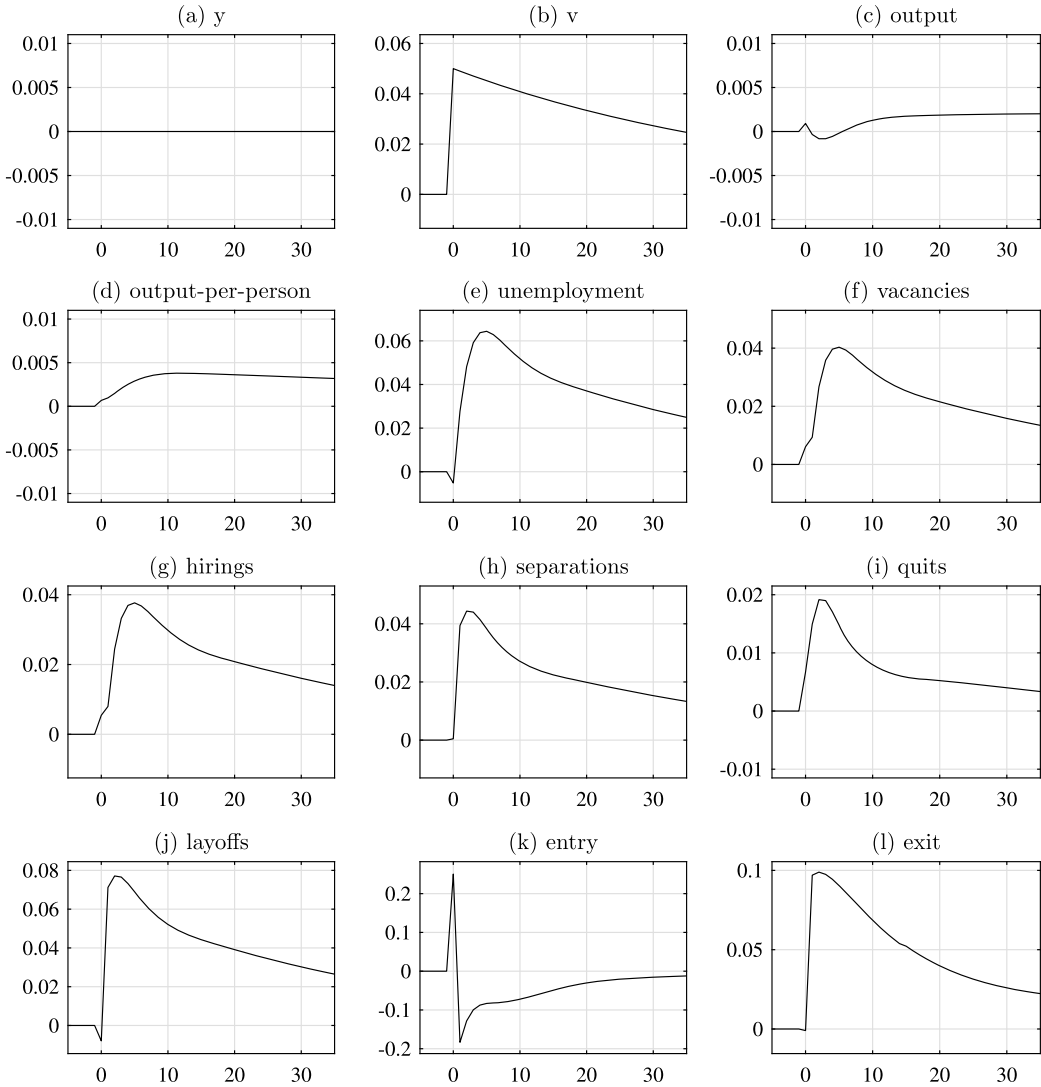 (a) y
(b) v
(c) output
0.01
0.005
0
-0.005
-0.01
0 10 20 30
0.06
0.04
0.02
0
0 10 20 30
0.01
0.005
0
-0.005
-0.01
0 10 20 30
(d) output-per-person
(e) unemployment
(f) vacancies
0.01
0.005
0
-0.005
-0.01
0 10 20 30
0.06
0.04
0.02
0
0 10 20 30
0.04
0.02
0
0 10 20 30
(g) hirings
(h) separations
(i) quits
0.04
0.02
0
0 10 20 30
0.04
0.02
0
0 10 20 30
0.02
0.01
0
-0.01
0 10 20 30
(j) layoffs
(k) entry
(l) exit
0.08
0.06
0.04
0.02
0
0 10 20 30
0.2
0.1
0
-0.1
-0.2
0 10 20 30
0.1
0.05
0
0 10 20 30